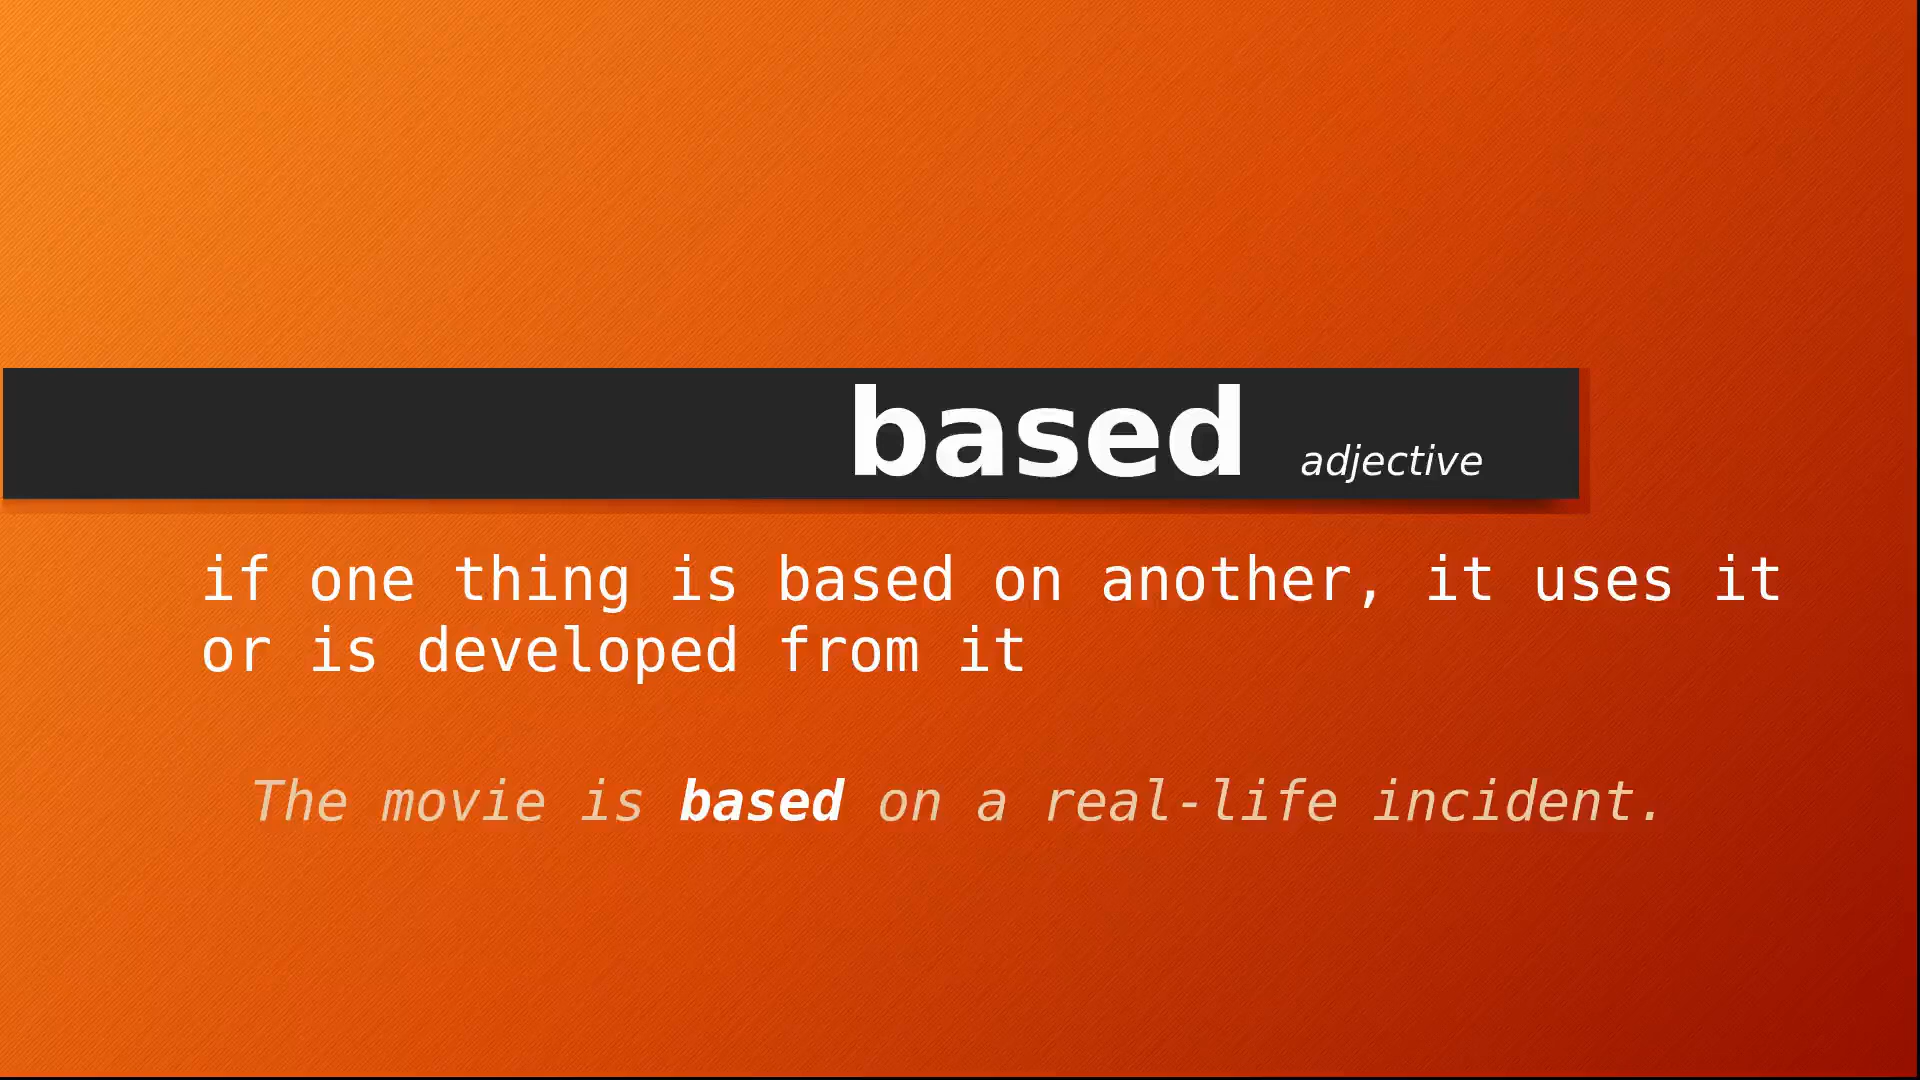 based adjective
if one thing is based on another, it uses it
or is developed from it
The movie is based on a real-life incident.